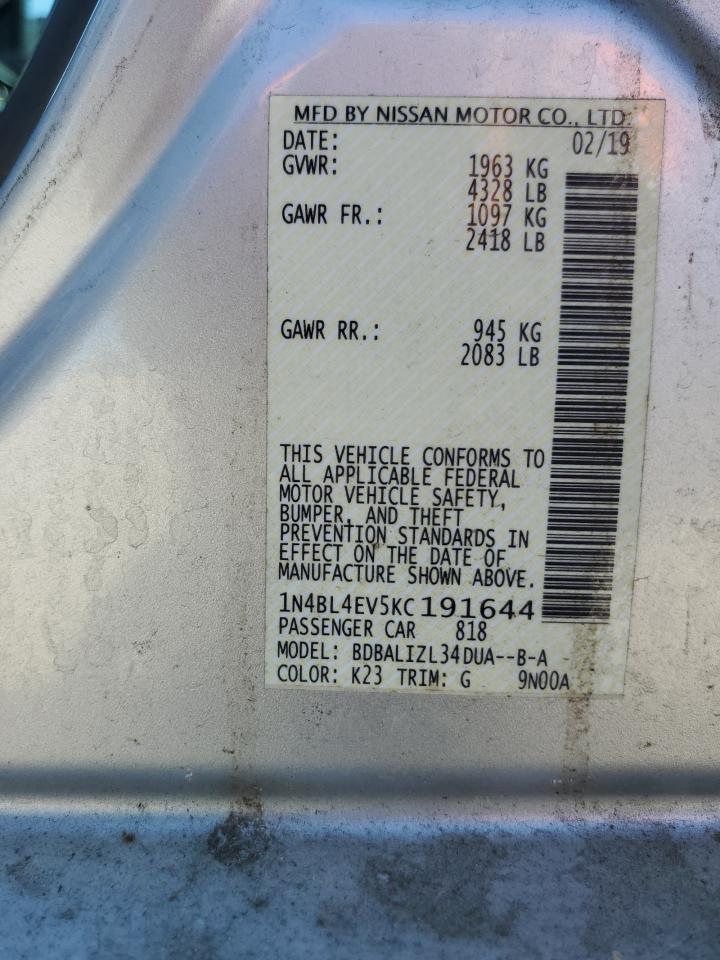 MFD BY NISSAN MOTOR CO., LTD.
DATE: 02/19
GVWR: 1963 KG
4328 LB
GAWR FR.: 1097 KG
2418 LB
GAWR RR.: 945 KG
2083 LB
THIS VEHICLE CONFORMS TO
ALL APPLICABLE FEDERAL
MOTOR VEHICLE SAFETY,
BUMPER, AND THEFT
PREVENTION STANDARDS IN
EFFECT ON THE DATE OF
MANUFACTURE SHOWN ABOVE.
1N4BL4EV5KC191644
PASSENGER CAR 818
MODEL: BDBALIZL34DUA--B-A
COLOR: K23 TRIM: G 9N00A